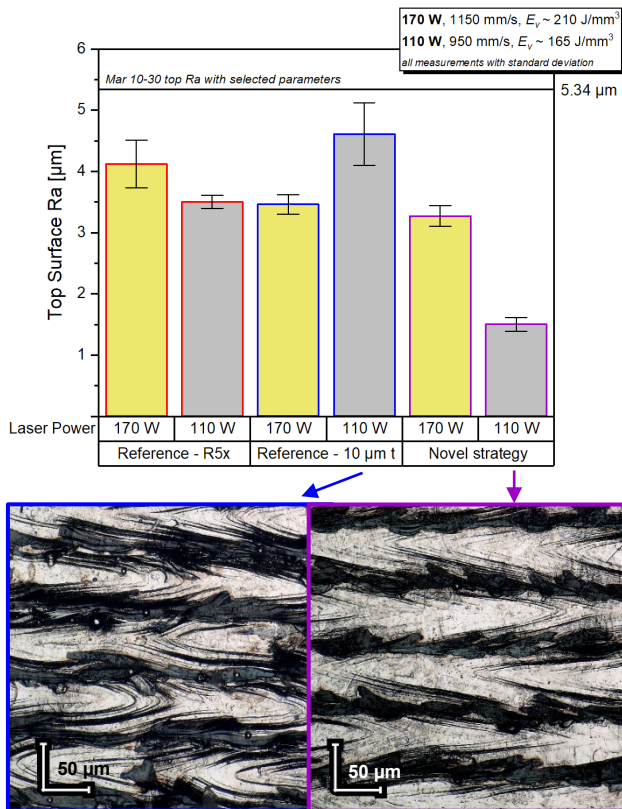 170 W, 1150 mm/s, Eᵥ ~ 210 J/mm³
110 W, 950 mm/s, Eᵥ ~ 165 J/mm³
all measurements with standard deviation
Mar 10-30 top Ra with selected parameters
5.34 µm
Top Surface Ra [µm]
6
5
4
3
2
1
Laser Power 170 W 110 W 170 W 110 W 170 W 110 W
Reference - R5x Reference - 10 µm t Novel strategy
50 µm
50 µm